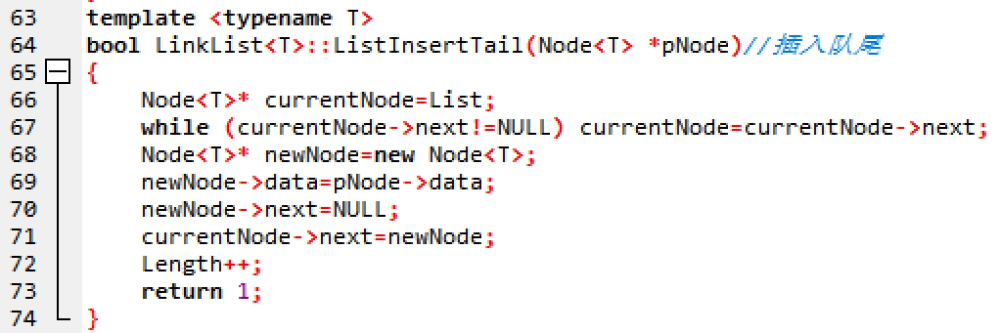 63 template <typename T>
64 bool LinkList<T>::ListInsertTail(Node<T> *pNode)//插入队尾
65 {
66     Node<T>* currentNode=List;
67     while (currentNode->next!=NULL) currentNode=currentNode->next;
68     Node<T>* newNode=new Node<T>;
69     newNode->data=pNode->data;
70     newNode->next=NULL;
71     currentNode->next=newNode;
72     Length++;
73     return 1;
74 }